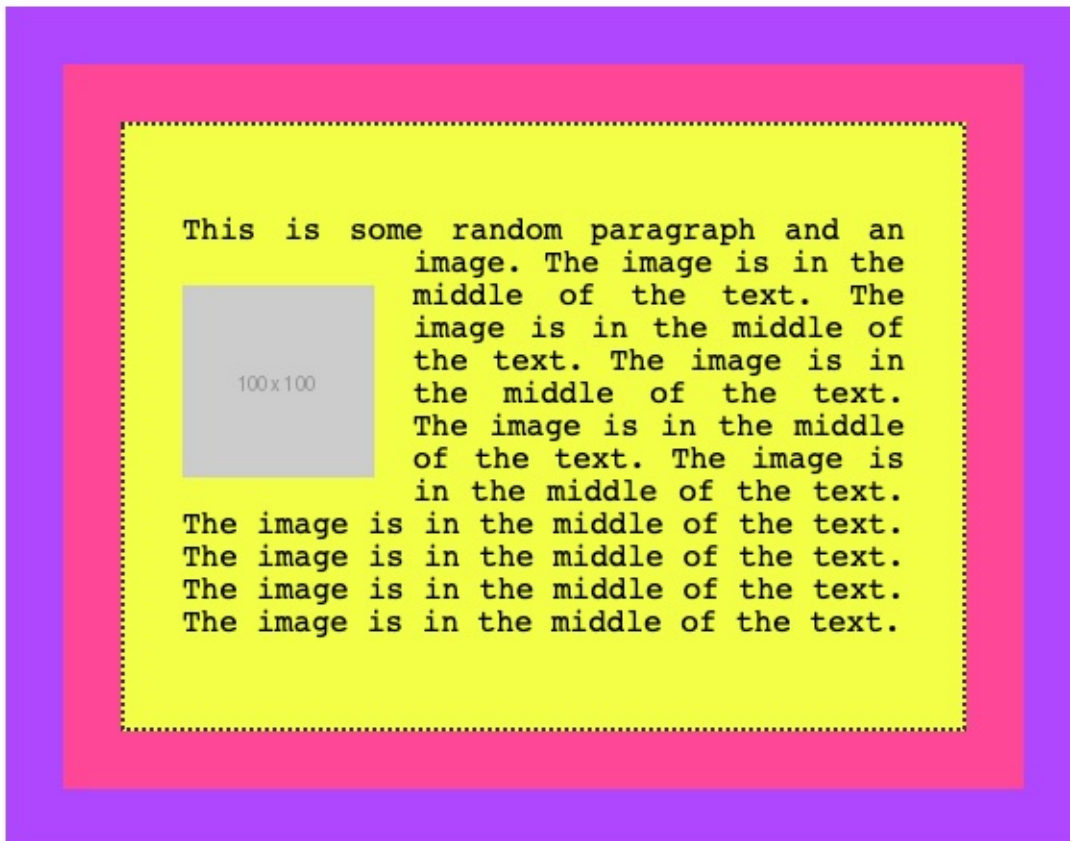 This is some random paragraph and an
image. The image is in the
middle of the text. The
image is in the middle of
the text. The image is in
100 x 100
the middle of the text.
The image is in the middle
of the text. The image is
in the middle of the text.
The image is in the middle of the text.
The image is in the middle of the text.
The image is in the middle of the text.
The image is in the middle of the text.